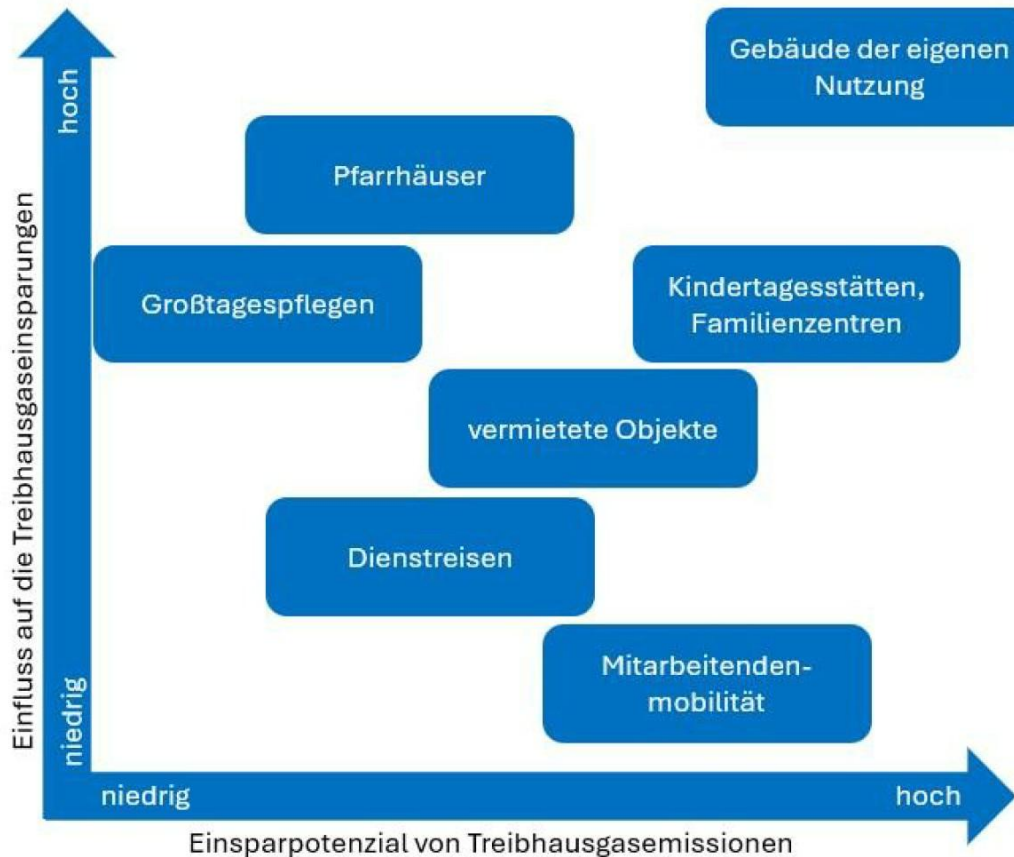 Gebäude der eigenen
Nutzung
hoch
Pfarrhäuser
Großtagespflegen
Kindertagesstätten,
Familienzentren
vermietete Objekte
Dienstreisen
Mitarbeitenden-
mobilität
niedrig
Einfluss auf die Treibhausgaseinsparungen
niedrig
hoch
Einsparpotenzial von Treibhausgasemissionen